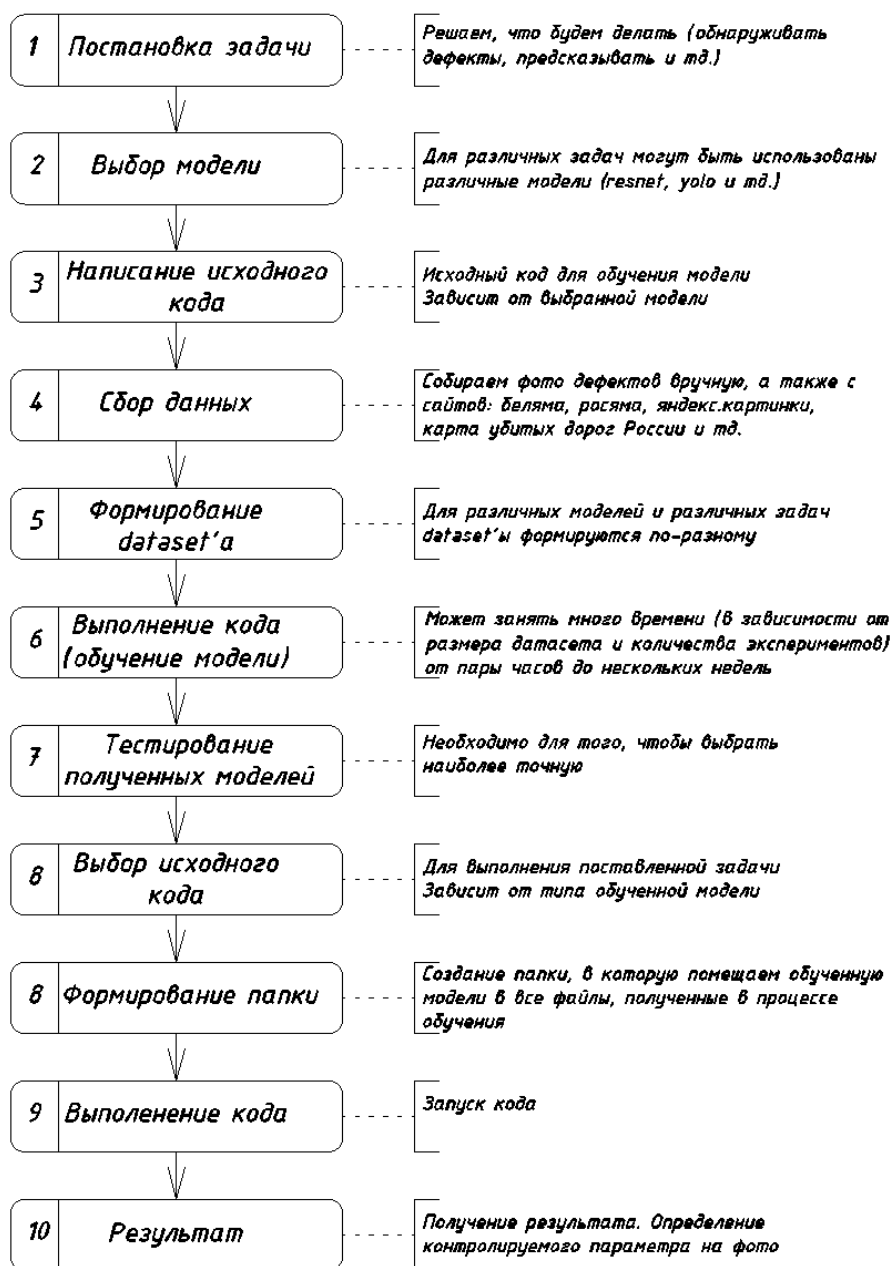 1 Постановка задачи
Решаем, что будем делать (обнаруживать
дефекты, предсказывать и тд.)
2 Выбор модели
Для различных задач могут быть использованы
различные модели (resnet, yolo и тд.)
3 Написание исходного
кода
Исходный код для обучения модели
Зависит от выбранной модели
4 Сбор данных
Собираем фото дефектов вручную, а также с
сайтов: беляма, росяма, яндекс.картинки,
карта убитых дорог России и тд.
5 Формирование
dataset'а
Для различных моделей и различных задач
dataset'ы формируются по-разному
6 Выполнение кода
(обучение модели)
Может занять много времени (в зависимости от
размера датасета и количества экспериментов)
от пары часов до нескольких недель
7 Тестирование
полученных моделей
Необходимо для того, чтобы выбрать
наиболее точную
8 Выбор исходного
кода
Для выполнения поставленной задачи
Зависит от типа обученной модели
8 Формирование папки
Создание папки, в которую помещаем обученную
модели в все файлы, полученные в процессе
обучения
9 Выполенение кода
Запуск кода
10 Результат
Получение результата. Определение
контролируемого параметра на фото